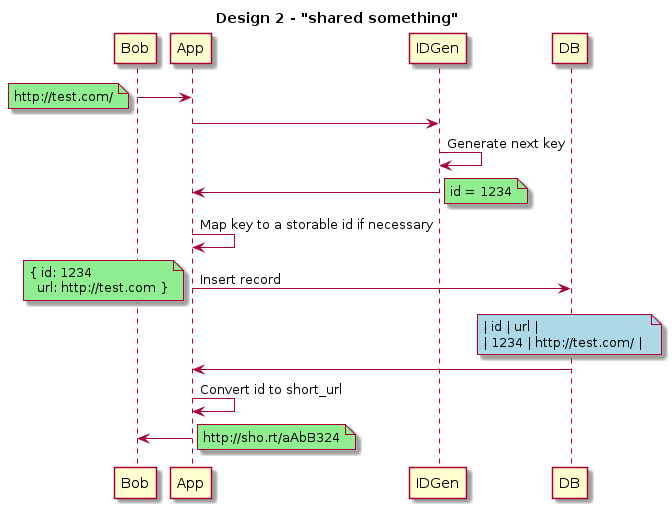 Design 2 - "shared something"
Bob App IDGen DB
http://test.com/
Generate next key
id = 1234
Map key to a storable id if necessary
{ id: 1234
url: http://test.com }
Insert record
| id | url |
| 1234 | http://test.com/ |
Convert id to short_url
http://sho.rt/aAbB324
Bob App IDGen DB